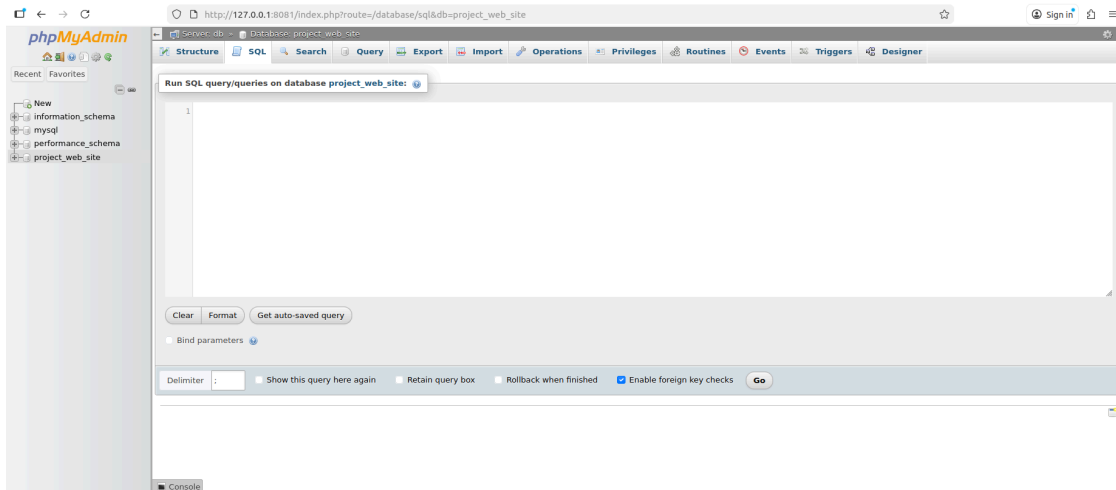 http://127.0.0.1:8081/index.php?route=/database/sql&db=project_web_site
Sign in
phpMyAdmin
Recent Favorites
New
information_schema
mysql
performance_schema
project_web_site
Server: db » Database: project_web_site
Structure SQL Search Query Export Import Operations Privileges Routines Events Triggers Designer
Run SQL query/queries on database project_web_site:
1
Clear Format Get auto-saved query
Bind parameters
Delimiter ; Show this query here again Retain query box Rollback when finished Enable foreign key checks Go
Console